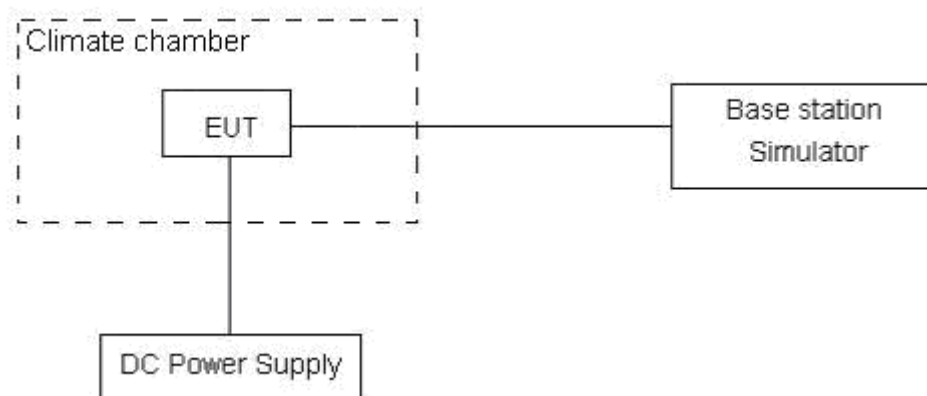 Climate chamber
EUT
Base station
Simulator
DC Power Supply